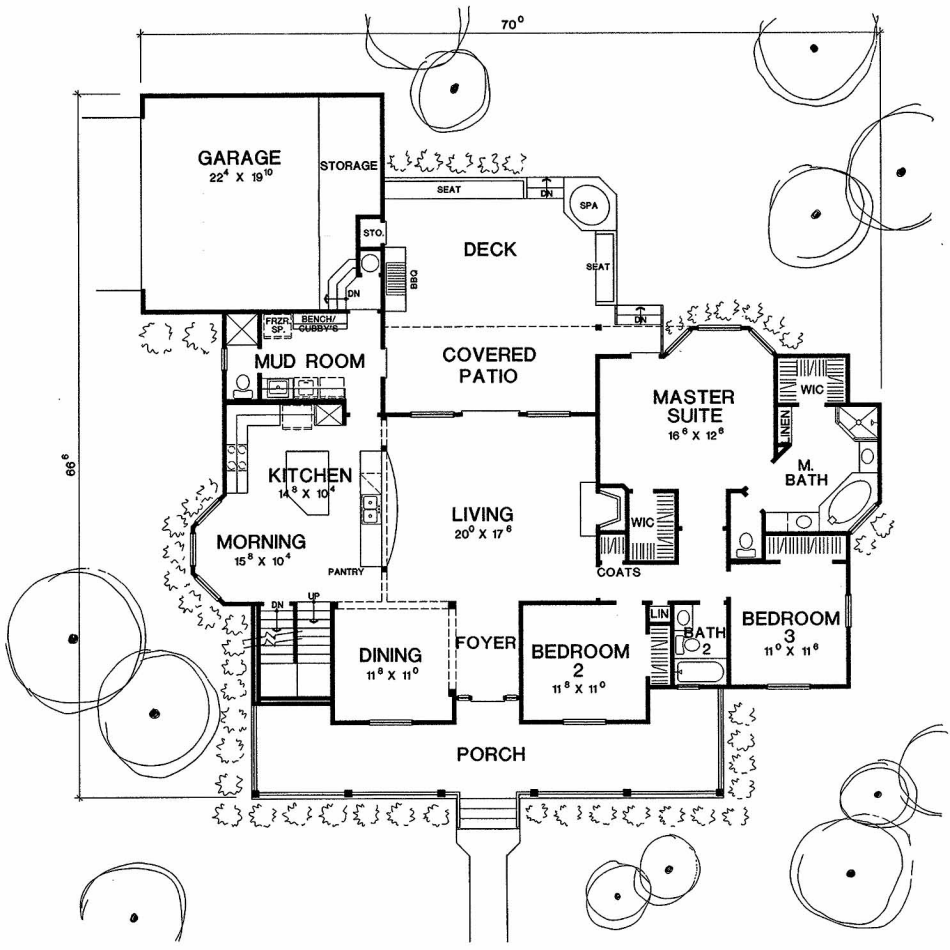 70⁰
GARAGE
22⁴ X 19¹⁰
STORAGE
SEAT
DN
SPA
STO.
DECK
SEAT
BBQ
DN
DN
FRZR.
SP.
BENCH/
CUBBY'S
MUD ROOM
COVERED
PATIO
MASTER
SUITE
16⁶ X 12⁶
WIC
LINEN
M.
BATH
66⁶
KITCHEN
14⁸ X 10⁴
LIVING
20⁰ X 17⁶
WIC
MORNING
15⁸ X 10⁴
PANTRY
COATS
DN
UP
LIN
FOYER
DINING
11⁸ X 11⁰
BEDROOM
2
11⁸ X 11⁰
BATH
2
BEDROOM
3
11⁰ X 11⁶
PORCH